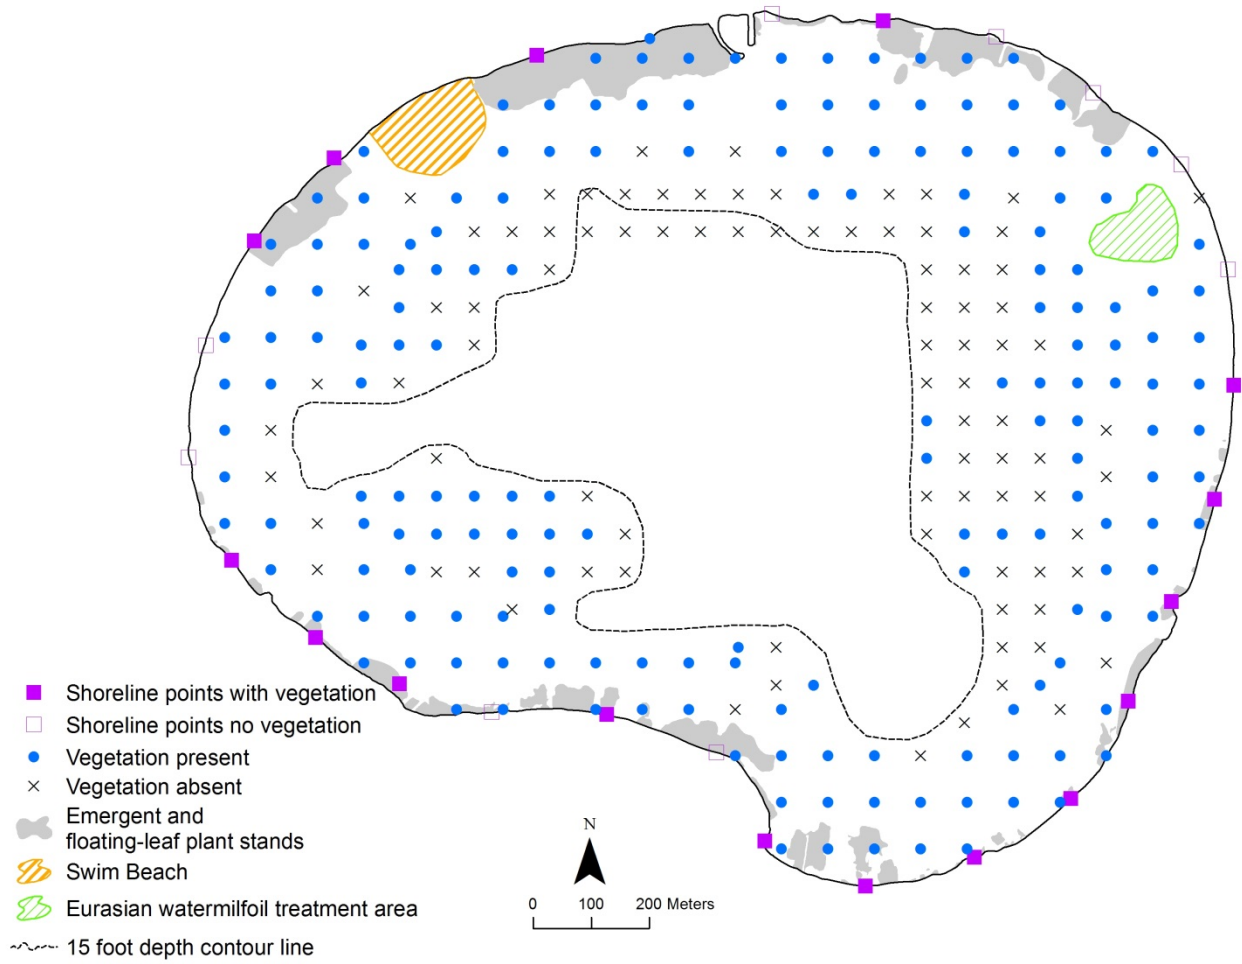 Shoreline points with vegetation
Shoreline points no vegetation
Vegetation present
Vegetation absent
Emergent and
floating-leaf plant stands
Swim Beach
Eurasian watermilfoil treatment area
15 foot depth contour line
N
0 100 200 Meters